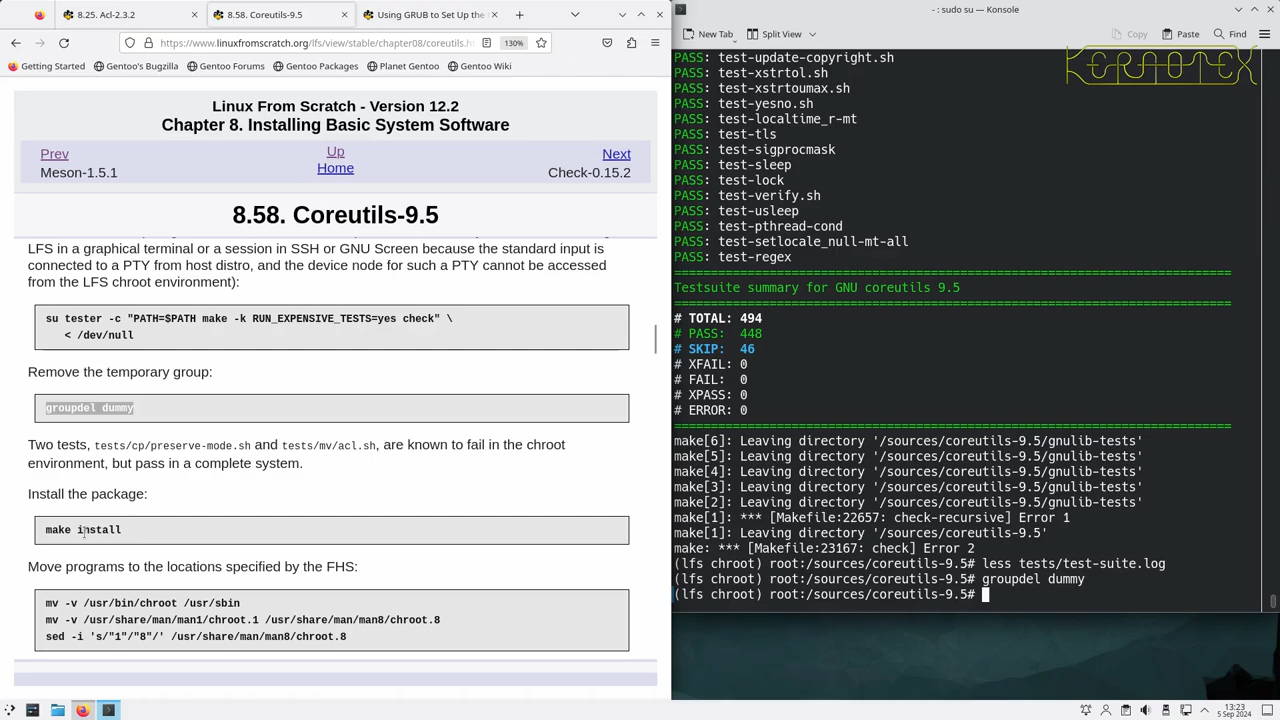 8.25. Acl-2.3.2
8.58. Coreutils-9.5
Using GRUB to Set Up the
https://www.linuxfromscratch.org/lfs/view/stable/chapter08/coreutils.h
130%
Getting Started
Gentoo's Bugzilla
Gentoo Forums
Gentoo Packages
Planet Gentoo
Gentoo Wiki
Linux From Scratch - Version 12.2
Chapter 8. Installing Basic System Software
Prev
Up
Next
Meson-1.5.1
Home
Check-0.15.2
8.58. Coreutils-9.5
LFS in a graphical terminal or a session in SSH or GNU Screen because the standard input is
connected to a PTY from host distro, and the device node for such a PTY cannot be accessed
from the LFS chroot environment):
su tester -c "PATH=$PATH make -k RUN_EXPENSIVE_TESTS=yes check" \
< /dev/null
Remove the temporary group:
groupdel dummy
Two tests, tests/cp/preserve-mode.sh and tests/mv/acl.sh, are known to fail in the chroot
environment, but pass in a complete system.
Install the package:
make install
Move programs to the locations specified by the FHS:
mv -v /usr/bin/chroot /usr/sbin
mv -v /usr/share/man/man1/chroot.1 /usr/share/man/man8/chroot.8
sed -i 's/"1"/"8"/' /usr/share/man/man8/chroot.8
- : sudo su — Konsole
New Tab
Split View
Copy
Paste
Find
KERNOTEX
PASS: test-update-copyright.sh
PASS: test-xstrtol.sh
PASS: test-xstrtoumax.sh
PASS: test-yesno.sh
PASS: test-localtime_r-mt
PASS: test-tls
PASS: test-sigprocmask
PASS: test-sleep
PASS: test-lock
PASS: test-verify.sh
PASS: test-usleep
PASS: test-pthread-cond
PASS: test-setlocale_null-mt-all
PASS: test-regex
============================================================================
Testsuite summary for GNU coreutils 9.5
============================================================================
# TOTAL: 494
# PASS:  448
# SKIP:  46
# XFAIL: 0
# FAIL:  0
# XPASS: 0
# ERROR: 0
============================================================================
make[6]: Leaving directory '/sources/coreutils-9.5/gnulib-tests'
make[5]: Leaving directory '/sources/coreutils-9.5/gnulib-tests'
make[4]: Leaving directory '/sources/coreutils-9.5/gnulib-tests'
make[3]: Leaving directory '/sources/coreutils-9.5/gnulib-tests'
make[2]: Leaving directory '/sources/coreutils-9.5/gnulib-tests'
make[1]: *** [Makefile:22657: check-recursive] Error 1
make[1]: Leaving directory '/sources/coreutils-9.5'
make: *** [Makefile:23167: check] Error 2
(lfs chroot) root:/sources/coreutils-9.5# less tests/test-suite.log
(lfs chroot) root:/sources/coreutils-9.5# groupdel dummy
(lfs chroot) root:/sources/coreutils-9.5#
13:23
5 Sep 2024